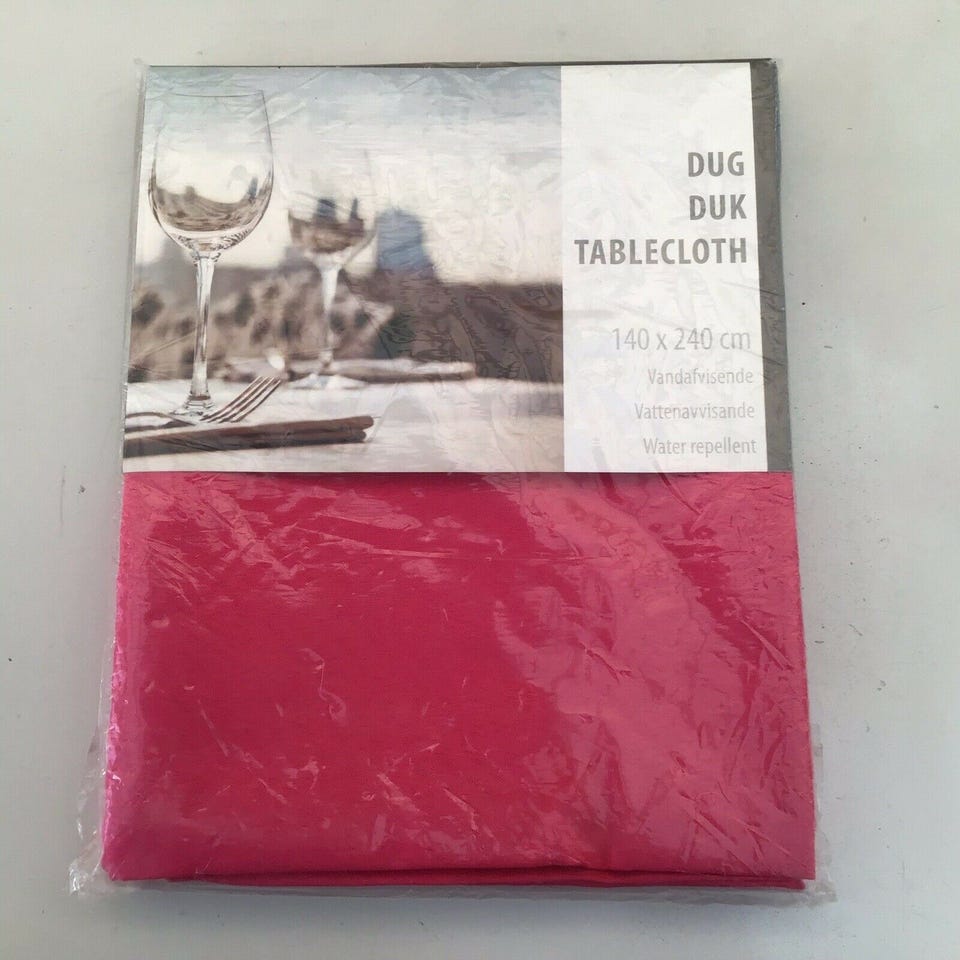 DUG
DUK
TABLECLOTH
140 x 240 cm
Vandafvisende
Vattenavvisande
Water repellent